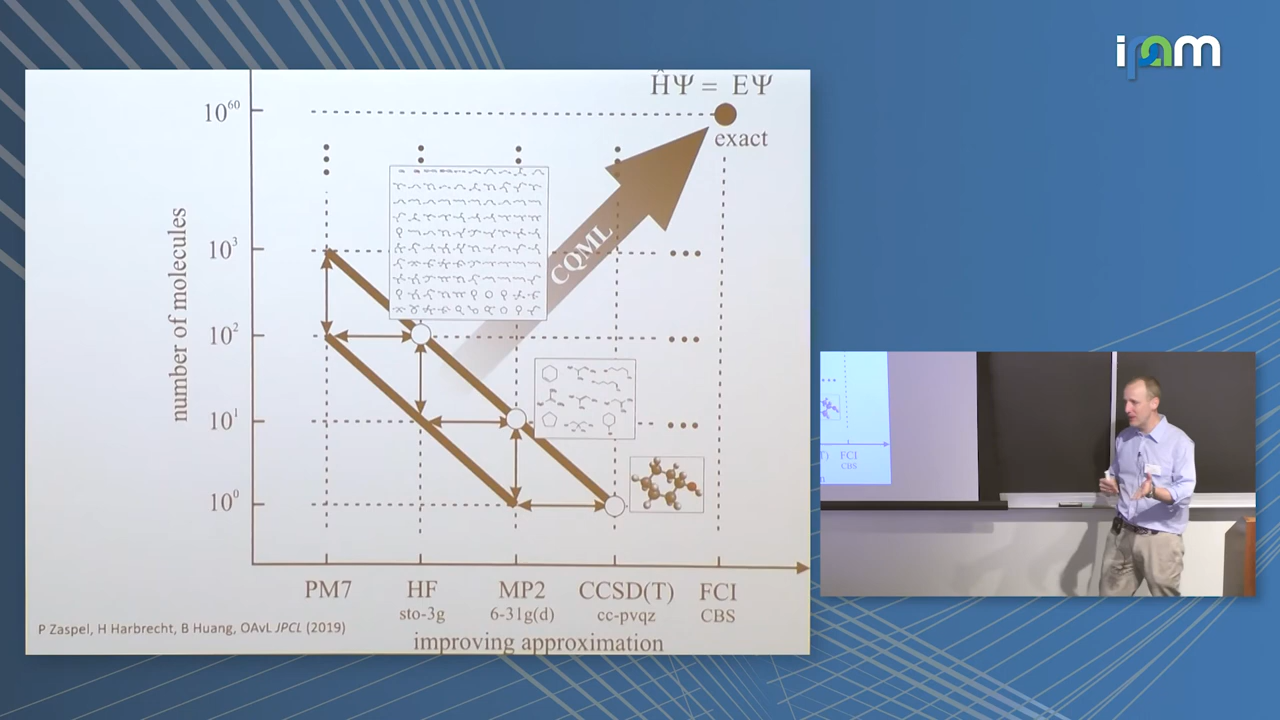 ipam
ĤΨ = EΨ
10^60
exact
CQML
10^3
10^2
10^1
10^0
number of molecules
PM7
HF
MP2
CCSD(T)
FCI
sto-3g
6-31g(d)
cc-pvqz
CBS
improving approximation
P Zaspel, H Harbrecht, B Huang, OAvL JPCL (2019)
FCI
CBS